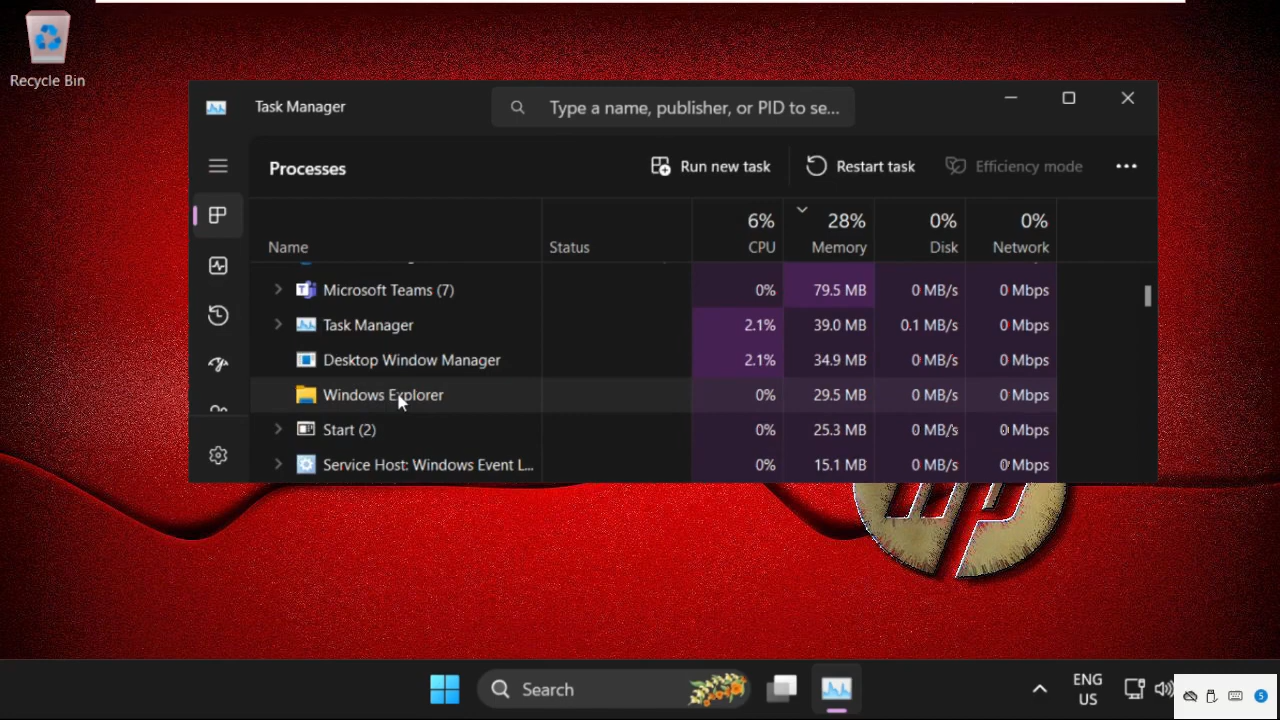 Recycle Bin
Task Manager
Type a name, publisher, or PID to se...
Processes
Run new task
Restart task
Efficiency mode
6% 28% 0% 0%
Name Status CPU Memory Disk Network
Microsoft Teams (7) 0% 79.5 MB 0 MB/s 0 Mbps
Task Manager 2.1% 39.0 MB 0.1 MB/s 0 Mbps
Desktop Window Manager 2.1% 34.9 MB 0 MB/s 0 Mbps
Windows Explorer 0% 29.5 MB 0 MB/s 0 Mbps
Start (2) 0% 25.3 MB 0 MB/s 0 Mbps
Service Host: Windows Event L... 0% 15.1 MB 0 MB/s 0 Mbps
hp
Search
ENG
US
5